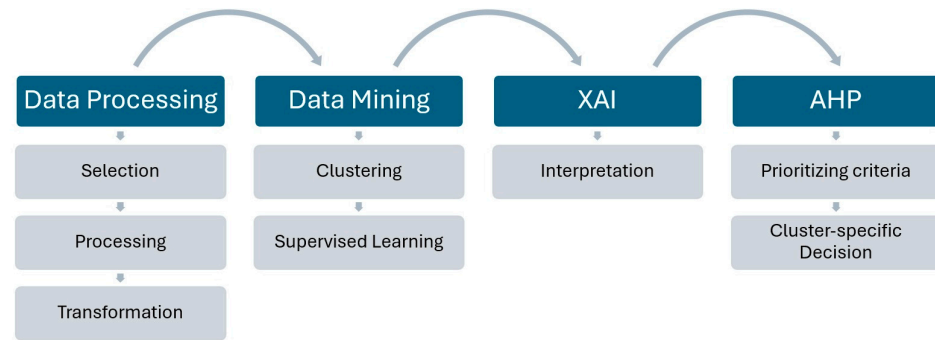 Data Processing
Selection
Processing
Transformation
Data Mining
Clustering
Supervised Learning
XAI
Interpretation
AHP
Prioritizing criteria
Cluster-specific
Decision